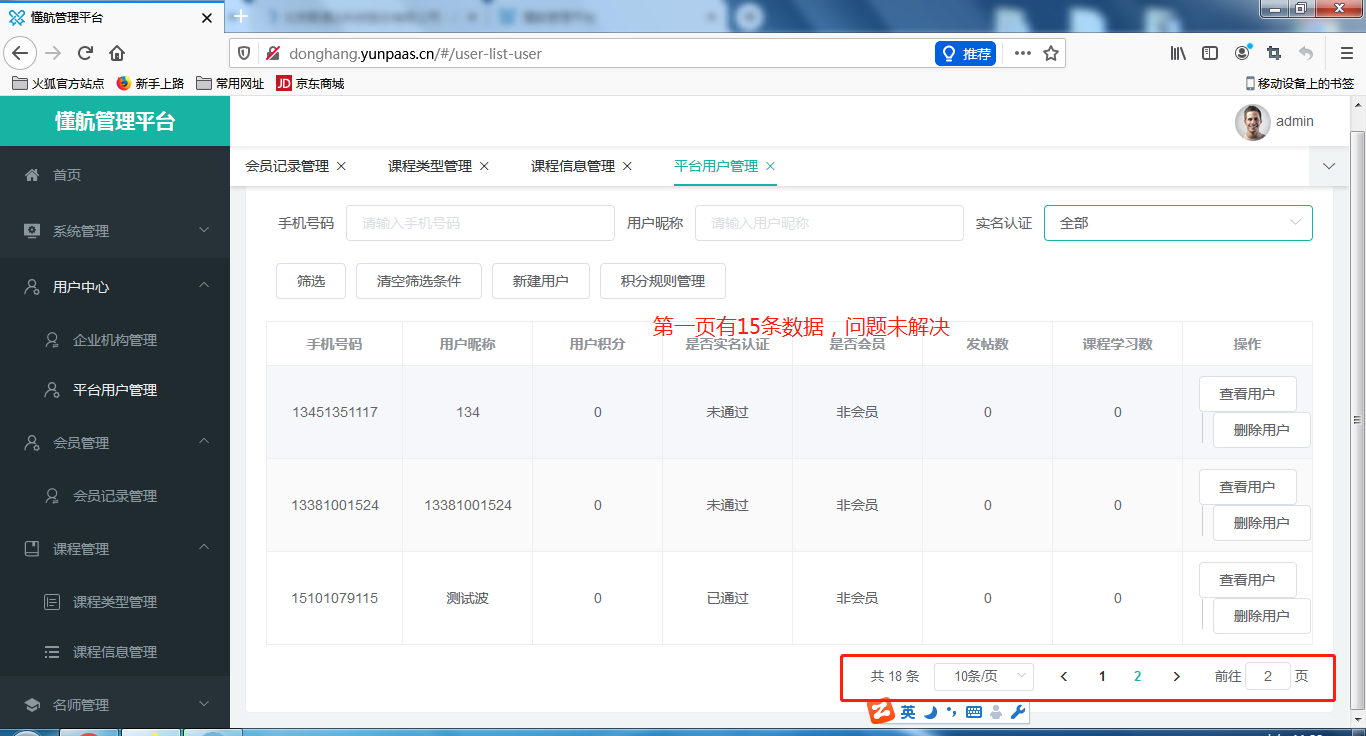 懂航管理平台
donghang.yunpaas.cn/#/user-list-user
推荐
火狐官方站点 新手上路 常用网址 JD 京东商城 移动设备上的书签
懂航管理平台
admin
首页
系统管理
用户中心
企业机构管理
平台用户管理
会员管理
会员记录管理
课程管理
课程类型管理
课程信息管理
名师管理
会员记录管理 课程类型管理 课程信息管理 平台用户管理
手机号码 请输入手机号码 用户昵称 请输入用户昵称 实名认证 全部
筛选 清空筛选条件 新建用户 积分规则管理
第一页有15条数据，问题未解决
手机号码 用户昵称 用户积分 是否实名认证 是否会员 发帖数 课程学习数 操作
13451351117 134 0 未通过 非会员 0 0 查看用户
删除用户
13381001524 13381001524 0 未通过 非会员 0 0 查看用户
删除用户
15101079115 测试波 0 已通过 非会员 0 0 查看用户
删除用户
共 18 条 10条/页 1 2 前往 2 页
英